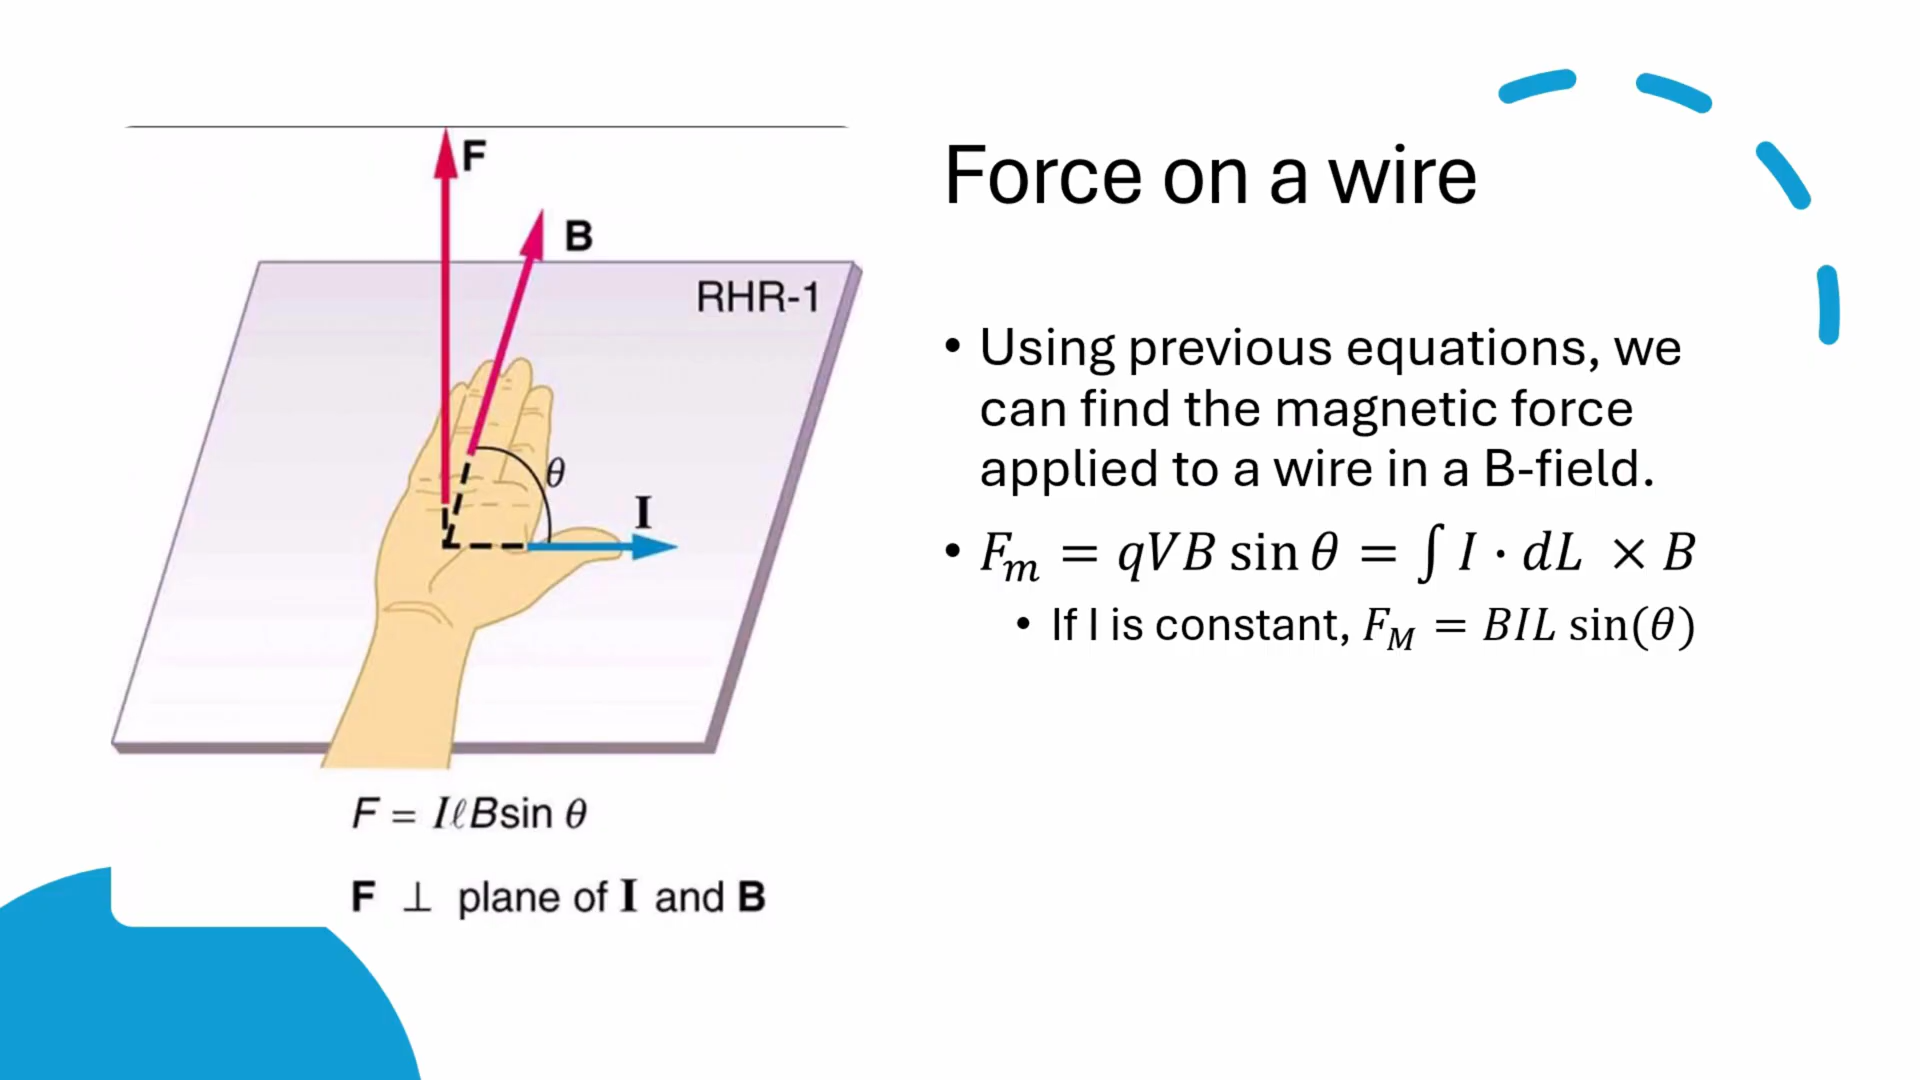 F
B
RHR-1
θ
I
F = IℓBsin θ
F ⊥ plane of I and B
Force on a wire
• Using previous equations, we
can find the magnetic force
applied to a wire in a B-field.
• Fₘ = qVB sin θ = ∫ I · dL × B
• If I is constant, F_M = BIL sin(θ)